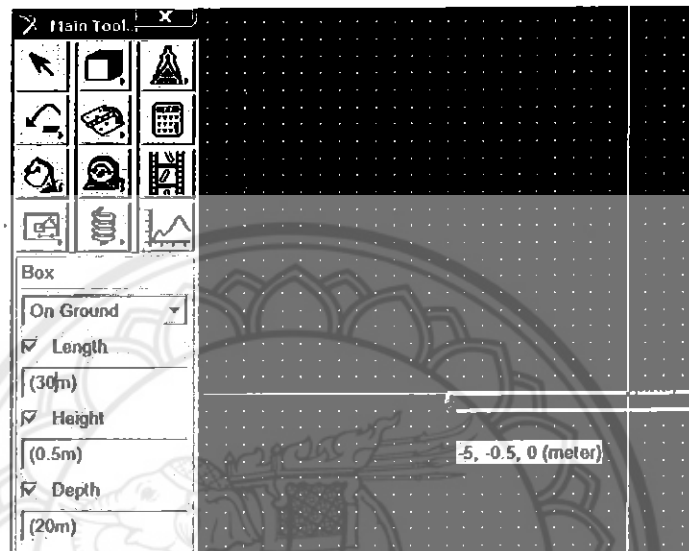 Main Tool...
Box
On Ground
Length
(30m)
Height
(0.5m)
Depth
(20m)
-5, -0.5, 0 (meter)